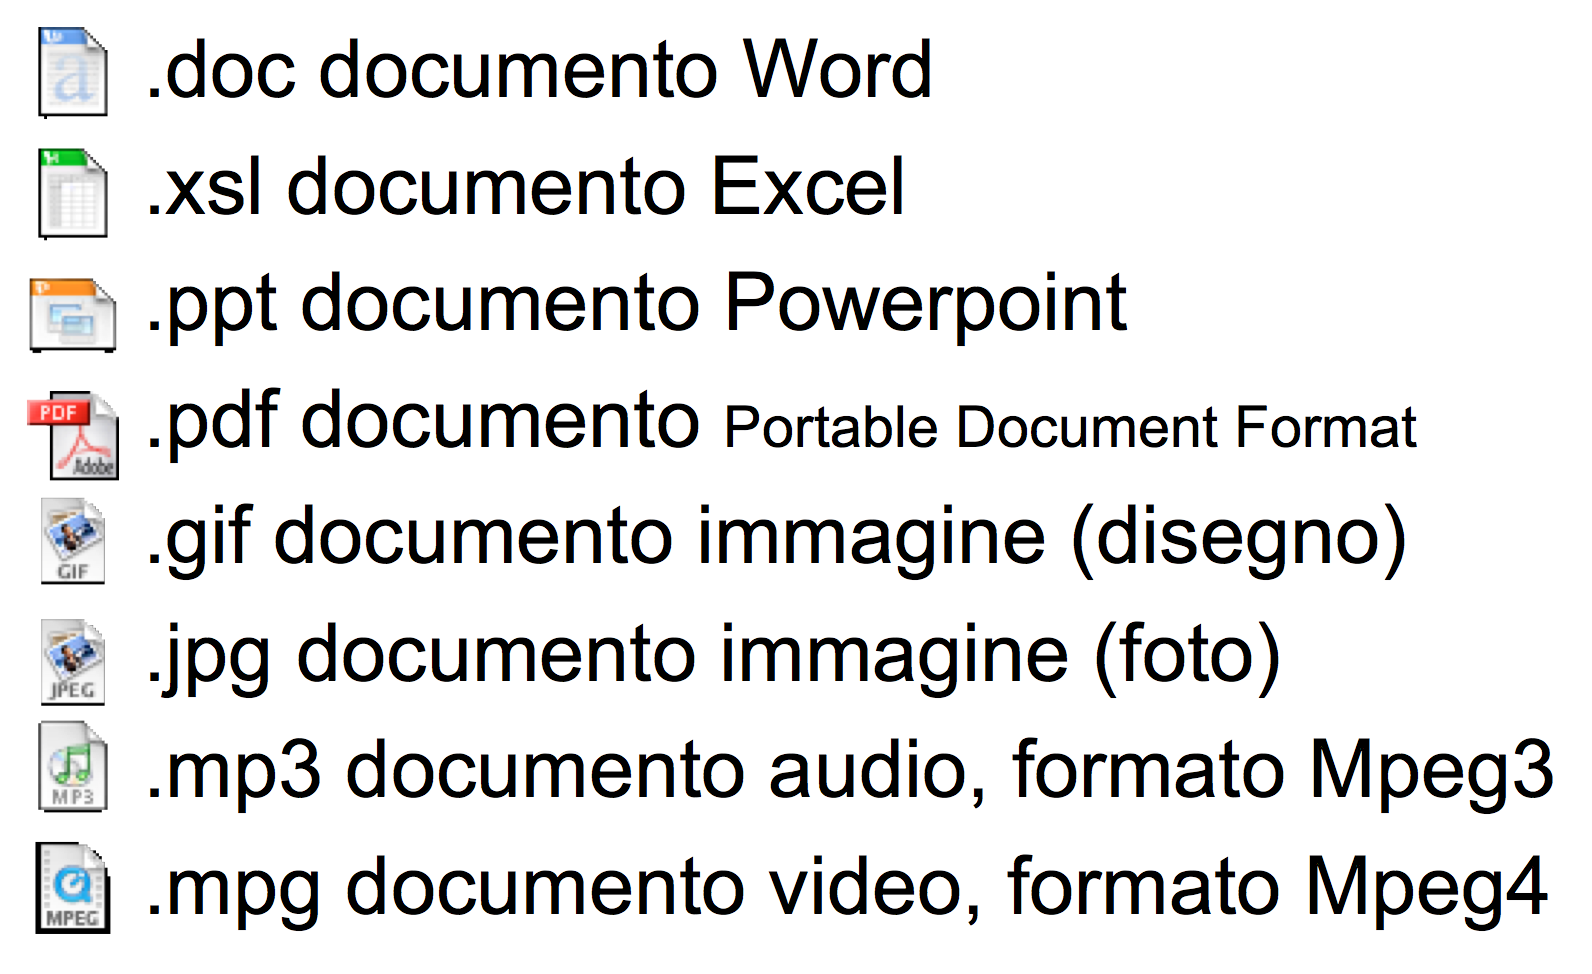 .doc documento Word
.xsl documento Excel
.ppt documento Powerpoint
PDF
Adobe
.pdf documento Portable Document Format
GIF
.gif documento immagine (disegno)
JPEG
.jpg documento immagine (foto)
MP3
.mp3 documento audio, formato Mpeg3
MPEG
.mpg documento video, formato Mpeg4